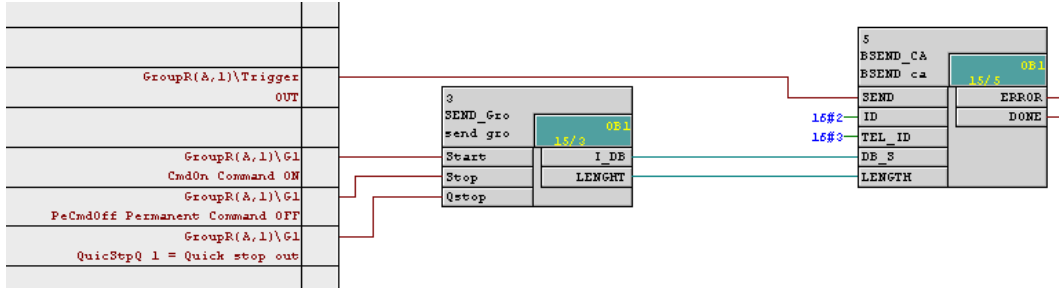 GroupR(A,1)\Trigger
OUT
GroupR(A,1)\G1
CmdOn Command ON
GroupR(A,1)\G1
PeCmdOff Permanent Command OFF
GroupR(A,1)\G1
QuicStpQ 1 = Quick stop out
3
SEND_Gro
send gro
OB1
15/3
Start
I_DB
Stop
LENGHT
Qstop
5
BSEND_CA
BSEND ca
OB1
15/5
SEND
ERROR
16#2
ID
DONE
16#3
TEL_ID
DB_S
LENGTH